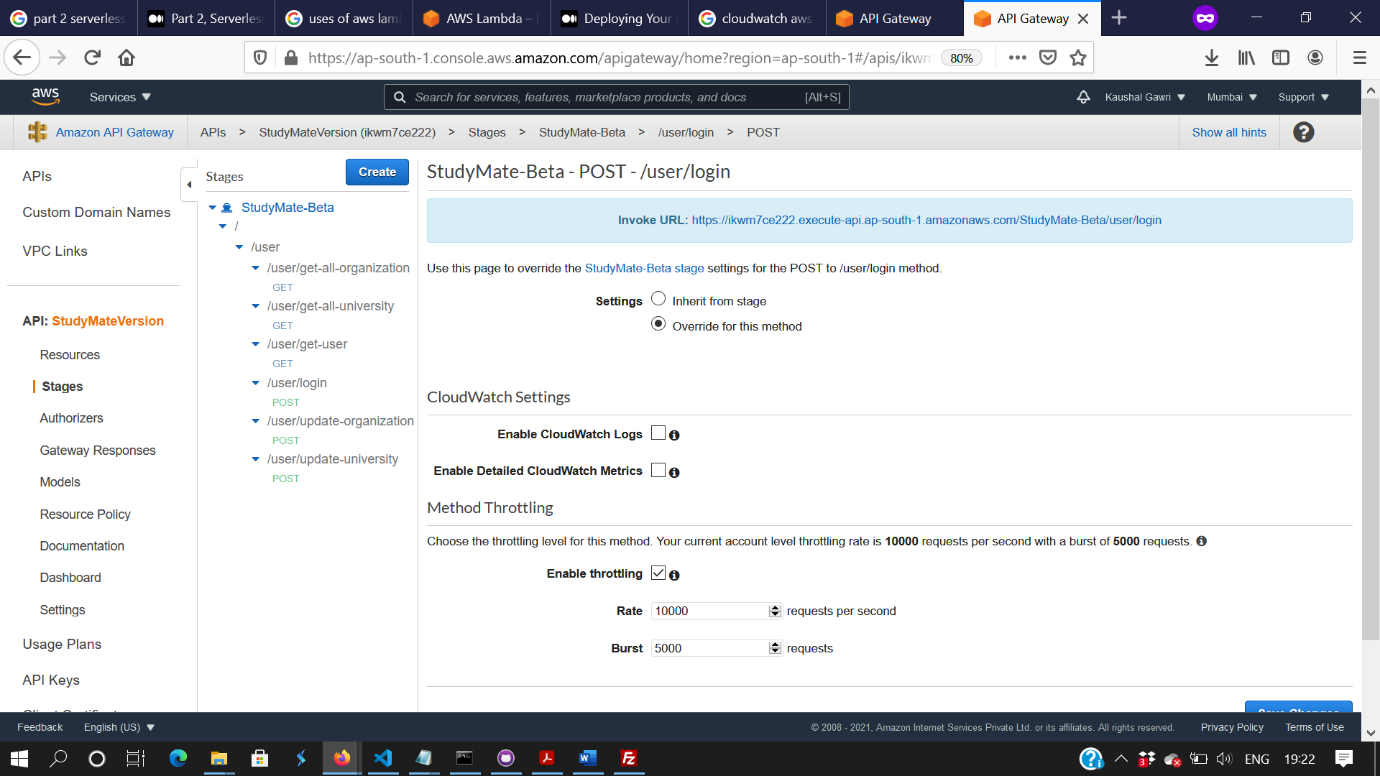 part 2 serverless
Part 2, Serverles
uses of aws lam
AWS Lambda –
Deploying Your
cloudwatch aws
API Gateway
API Gateway
https://ap-south-1.console.aws.amazon.com/apigateway/home?region=ap-south-1#/apis/ikwm
80%
aws
Services
Search for services, features, marketplace products, and docs
[Alt+S]
Kaushal Gawri
Mumbai
Support
Amazon API Gateway
APIs > StudyMateVersion (ikwm7ce222) > Stages > StudyMate-Beta > /user/login > POST
Show all hints
?
APIs
Custom Domain Names
VPC Links
API: StudyMateVersion
Resources
Stages
Authorizers
Gateway Responses
Models
Resource Policy
Documentation
Dashboard
Settings
Usage Plans
API Keys
Stages
Create
StudyMate-Beta
/
/user
/user/get-all-organization
GET
/user/get-all-university
GET
/user/get-user
GET
/user/login
POST
/user/update-organization
POST
/user/update-university
POST
StudyMate-Beta - POST - /user/login
Invoke URL: https://ikwm7ce222.execute-api.ap-south-1.amazonaws.com/StudyMate-Beta/user/login
Use this page to override the StudyMate-Beta stage settings for the POST to /user/login method.
Settings
Inherit from stage
Override for this method
CloudWatch Settings
Enable CloudWatch Logs
Enable Detailed CloudWatch Metrics
Method Throttling
Choose the throttling level for this method. Your current account level throttling rate is 10000 requests per second with a burst of 5000 requests.
Enable throttling
Rate 10000 requests per second
Burst 5000 requests
Feedback
English (US)
© 2008 - 2021, Amazon Internet Services Private Ltd. or its affiliates. All rights reserved.
Privacy Policy
Terms of Use
ENG
19:22